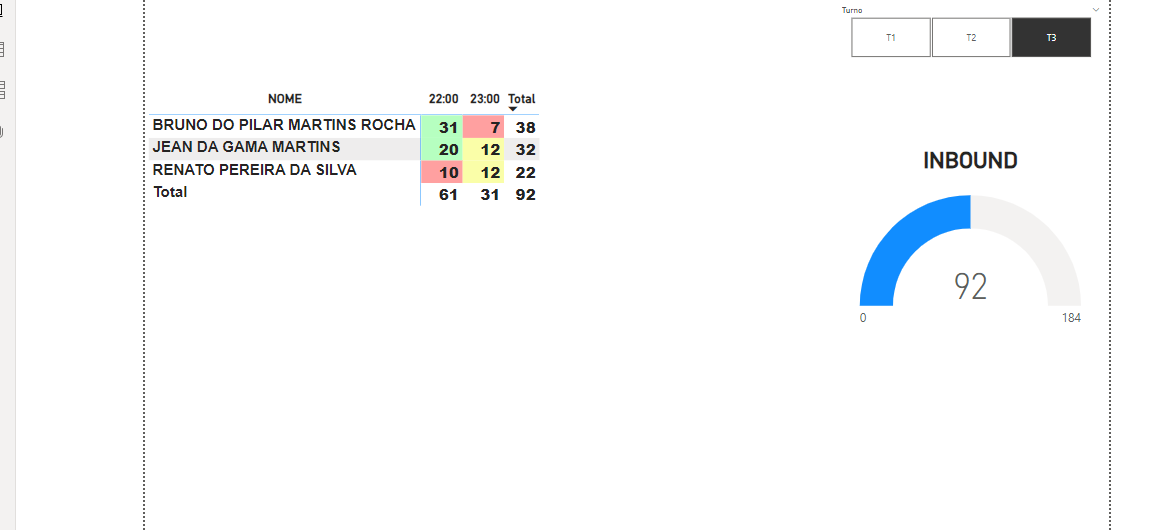 Turno
T1 T2 T3
NOME 22:00 23:00 Total
BRUNO DO PILAR MARTINS ROCHA 31 7 38
JEAN DA GAMA MARTINS 20 12 32
RENATO PEREIRA DA SILVA 10 12 22
Total 61 31 92
INBOUND
92
0 184